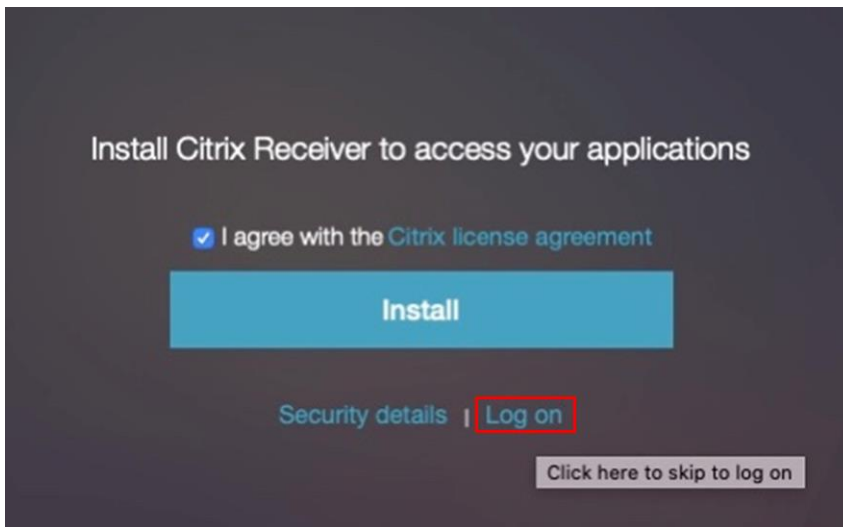 Install Citrix Receiver to access your applications
I agree with the Citrix license agreement
Install
Security details | Log on
Click here to skip to log on